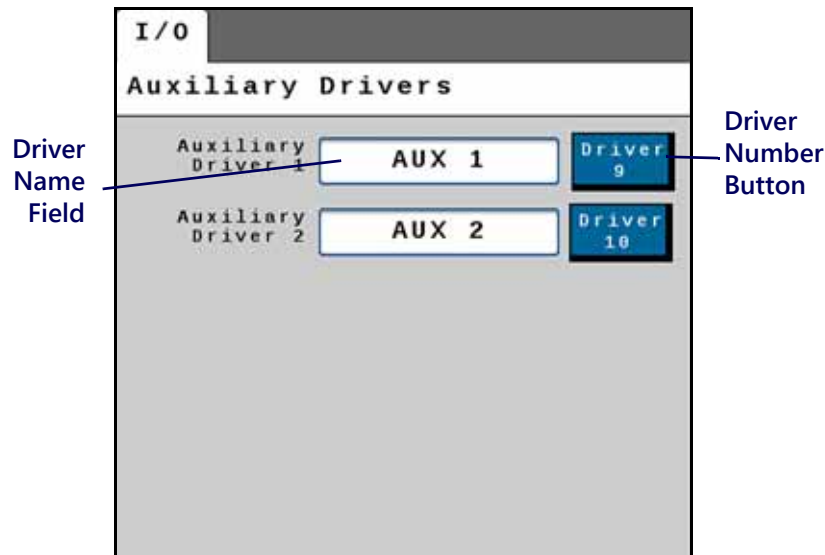 I/O
Auxiliary Drivers
Driver
Name
Field
Auxiliary
Driver 1
AUX 1
Driver
9
Driver
Number
Button
Auxiliary
Driver 2
AUX 2
Driver
10